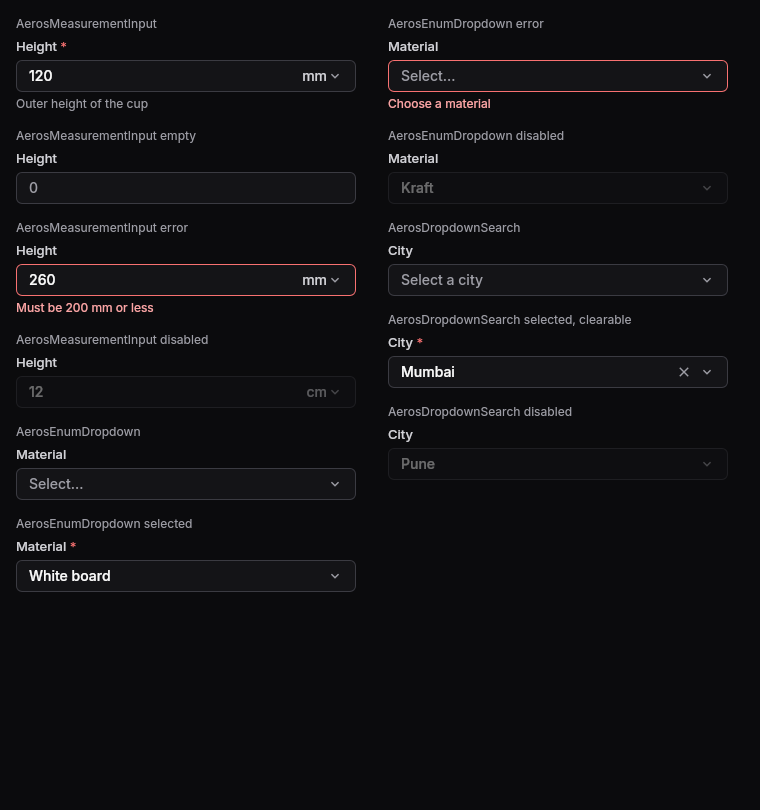 AerosMeasurementInput
Height *
120 mm
Outer height of the cup
AerosMeasurementInput empty
Height
0
AerosMeasurementInput error
Height
260 mm
Must be 200 mm or less
AerosMeasurementInput disabled
Height
12 cm
AerosEnumDropdown
Material
Select...
AerosEnumDropdown selected
Material *
White board
AerosEnumDropdown error
Material
Select...
Choose a material
AerosEnumDropdown disabled
Material
Kraft
AerosDropdownSearch
City
Select a city
AerosDropdownSearch selected, clearable
City *
Mumbai
AerosDropdownSearch disabled
City
Pune